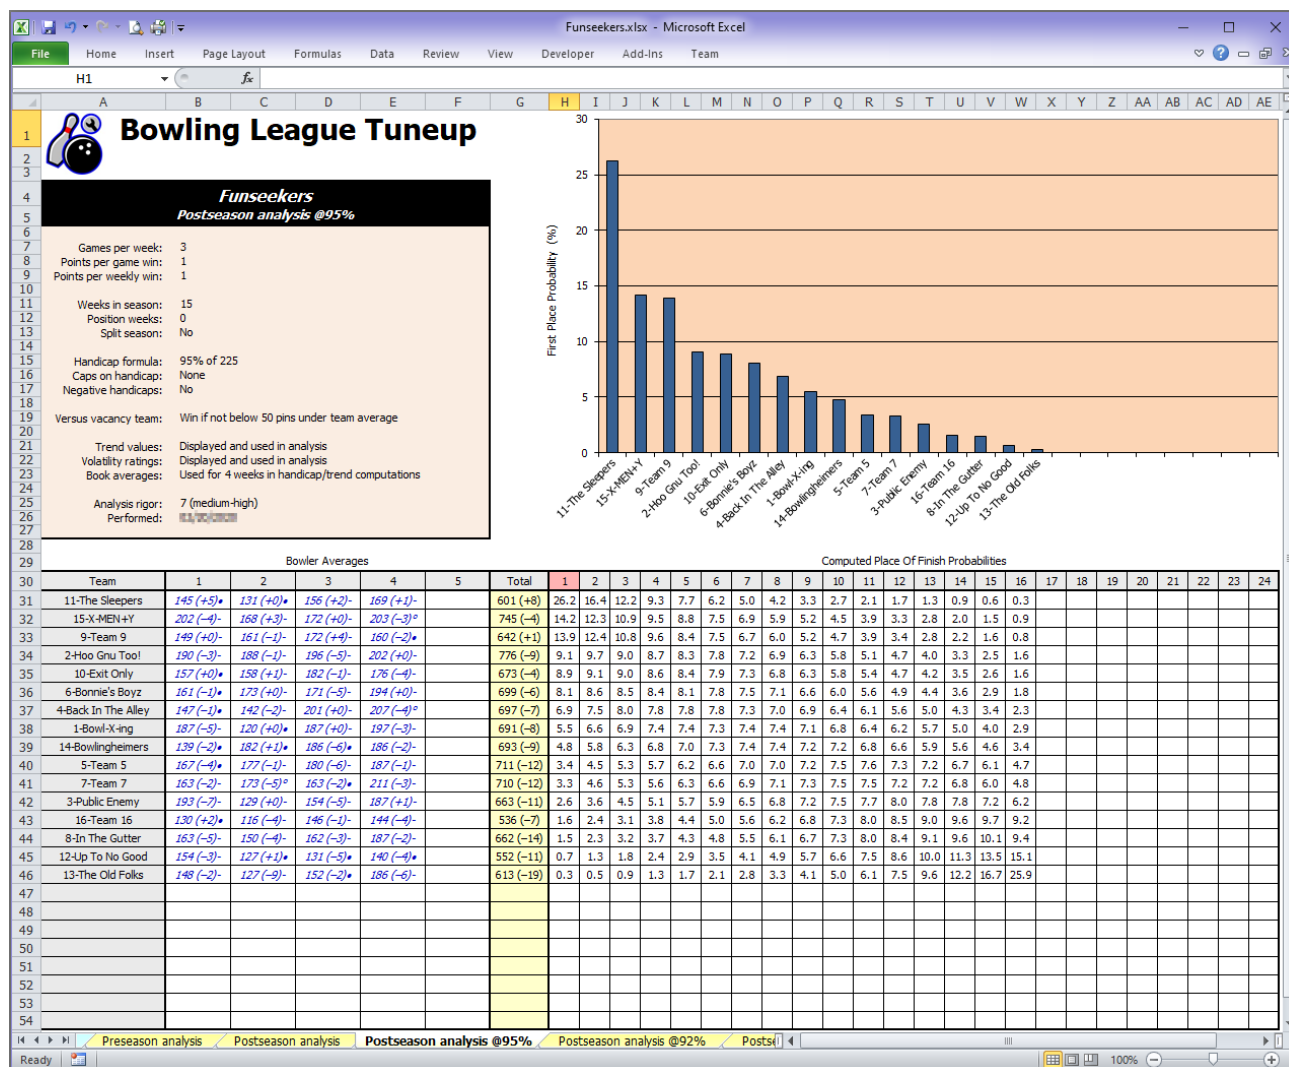 Funseekers.xlsx - Microsoft Excel
File Home Insert Page Layout Formulas Data Review View Developer Add-Ins Team
H1 fx
A B C D E F G H I J K L M N O P Q R S T U V W X Y Z AA AB AC AD AE
Bowling League Tuneup
Funseekers
Postseason analysis @95%
Games per week: 3
Points per game win: 1
Points per weekly win: 1
Weeks in season: 15
Position weeks: 0
Split season: No
Handicap formula: 95% of 225
Caps on handicap: None
Negative handicaps: No
Versus vacancy team: Win if not below 50 pins under team average
Trend values: Displayed and used in analysis
Volatility ratings: Displayed and used in analysis
Book averages: Used for 4 weeks in handicap/trend computations
Analysis rigor: 7 (medium-high)
Performed:
First Place Probability (%)
30
25
20
15
10
5
0
11-The Sleepers
15-X-MEN+Y
9-Team 9
2-Hoo Gnu Too!
10-Exit Only
6-Bonnie's Boyz
4-Back In The Alley
1-Bowl-X-ing
14-Bowlingheimers
5-Team 5
7-Team 7
3-Public Enemy
16-Team 16
8-In The Gutter
12-Up To No Good
13-The Old Folks
Bowler Averages Computed Place Of Finish Probabilities
30 Team 1 2 3 4 5 Total 1 2 3 4 5 6 7 8 9 10 11 12 13 14 15 16 17 18 19 20 21 22 23 24
31 11-The Sleepers 145 (+5)• 131 (+0)• 156 (+2)- 169 (+1)- 601 (+8) 26.2 16.4 12.2 9.3 7.7 6.2 5.0 4.2 3.3 2.7 2.1 1.7 1.3 0.9 0.6 0.3
32 15-X-MEN+Y 202 (−4)- 168 (+3)- 172 (+0)- 203 (−3)° 745 (−4) 14.2 12.3 10.9 9.5 8.8 7.5 6.9 5.9 5.2 4.5 3.9 3.3 2.8 2.0 1.5 0.9
33 9-Team 9 149 (+0)• 161 (−1)- 172 (+4)- 160 (−2)• 642 (+1) 13.9 12.4 10.8 9.6 8.4 7.5 6.7 6.0 5.2 4.7 3.9 3.4 2.8 2.2 1.6 0.8
34 2-Hoo Gnu Too! 190 (−3)- 188 (−1)- 196 (−5)- 202 (+0)- 776 (−9) 9.1 9.7 9.0 8.7 8.3 7.8 7.2 6.9 6.3 5.8 5.1 4.7 4.0 3.3 2.5 1.6
35 10-Exit Only 157 (+0)• 158 (+1)- 182 (−1)- 176 (−4)- 673 (−4) 8.9 9.1 9.0 8.6 8.4 7.9 7.3 6.8 6.3 5.8 5.4 4.7 4.2 3.5 2.6 1.6
36 6-Bonnie's Boyz 161 (−1)• 173 (+0)- 171 (−5)- 194 (+0)- 699 (−6) 8.1 8.6 8.5 8.4 8.1 7.8 7.5 7.1 6.6 6.0 5.6 4.9 4.4 3.6 2.9 1.8
37 4-Back In The Alley 147 (−1)• 142 (−2)- 201 (+0)- 207 (−4)° 697 (−7) 6.9 7.5 8.0 7.8 7.8 7.8 7.3 7.0 6.9 6.4 6.1 5.6 5.0 4.3 3.4 2.3
38 1-Bowl-X-ing 187 (−5)- 120 (+0)• 187 (+0)- 197 (−3)- 691 (−8) 5.5 6.6 6.9 7.4 7.4 7.3 7.4 7.4 7.1 6.8 6.4 6.2 5.7 5.0 4.0 2.9
39 14-Bowlingheimers 139 (−2)• 182 (+1)• 186 (−6)• 186 (−2)- 693 (−9) 4.8 5.8 6.3 6.8 7.0 7.3 7.4 7.4 7.2 7.2 6.8 6.6 5.9 5.6 4.6 3.4
40 5-Team 5 167 (−4)• 177 (−1)- 180 (−6)- 187 (−1)- 711 (−12) 3.4 4.5 5.3 5.7 6.2 6.6 7.0 7.0 7.2 7.5 7.6 7.3 7.2 6.7 6.1 4.7
41 7-Team 7 163 (−2)- 173 (−5)° 163 (−2)• 211 (−3)- 710 (−12) 3.3 4.6 5.3 5.6 6.3 6.6 6.9 7.1 7.3 7.5 7.5 7.2 7.2 6.8 6.0 4.8
42 3-Public Enemy 193 (−7)- 129 (+0)- 154 (−5)- 187 (+1)- 663 (−11) 2.6 3.6 4.5 5.1 5.7 5.9 6.5 6.8 7.2 7.5 7.7 8.0 7.8 7.8 7.2 6.2
43 16-Team 16 130 (+2)• 116 (−4)- 146 (−1)- 144 (−4)- 536 (−7) 1.6 2.4 3.1 3.8 4.4 5.0 5.6 6.2 6.8 7.3 8.0 8.5 9.0 9.6 9.7 9.2
44 8-In The Gutter 163 (−5)- 150 (−4)- 162 (−3)- 187 (−2)- 662 (−14) 1.5 2.3 3.2 3.7 4.3 4.8 5.5 6.1 6.7 7.3 8.0 8.4 9.1 9.6 10.1 9.4
45 12-Up To No Good 154 (−3)- 127 (+1)• 131 (−5)• 140 (−4)• 552 (−11) 0.7 1.3 1.8 2.4 2.9 3.5 4.1 4.9 5.7 6.6 7.5 8.6 10.0 11.3 13.5 15.1
46 13-The Old Folks 148 (−2)- 127 (−9)- 152 (−2)• 186 (−6)- 613 (−19) 0.3 0.5 0.9 1.3 1.7 2.1 2.8 3.3 4.1 5.0 6.1 7.5 9.6 12.2 16.7 25.9
47
48
49
50
51
52
53
54
Preseason analysis Postseason analysis Postseason analysis @95% Postseason analysis @92% Posts
Ready 100%